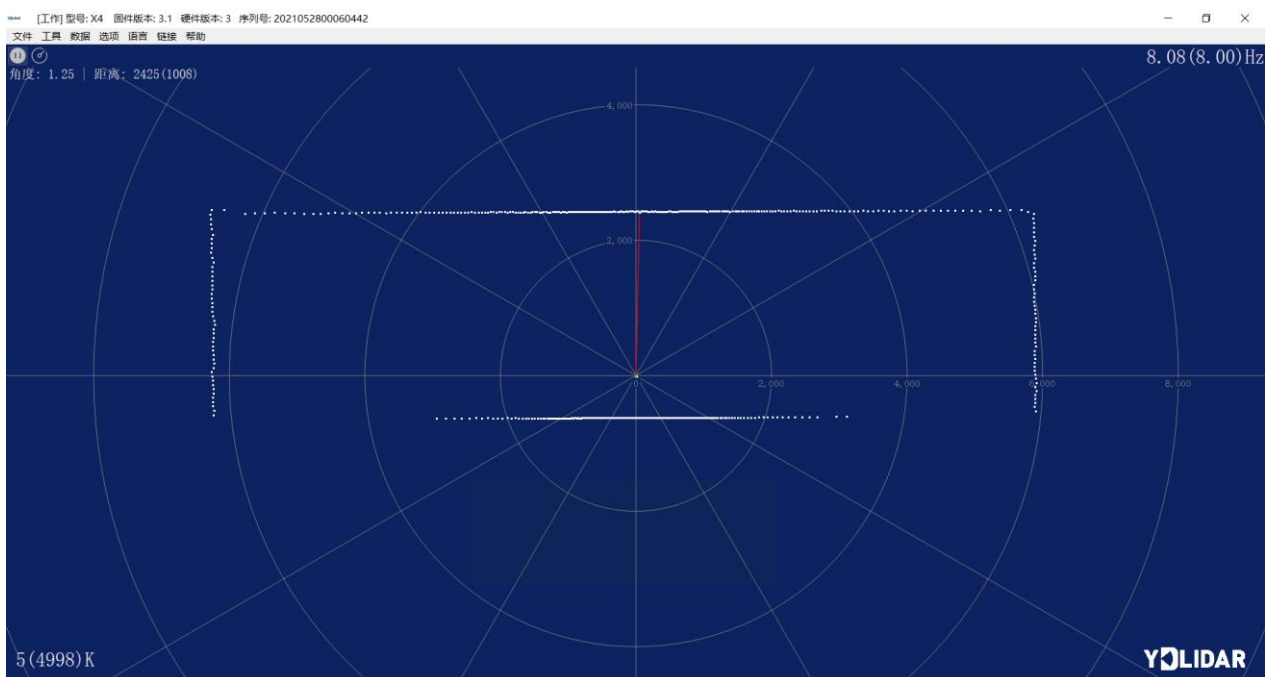 [工作] 型号: X4 固件版本: 3.1 硬件版本: 3 序列号: 2021052800060442
文件 工具 数据 选项 语言 链接 帮助
8.08(8.00)Hz
角度: 1.25 | 距离: 2425(1008)
4,000
2,000
0 2,000 4,000 6,000 8,000
5(4998)K
YDLIDAR